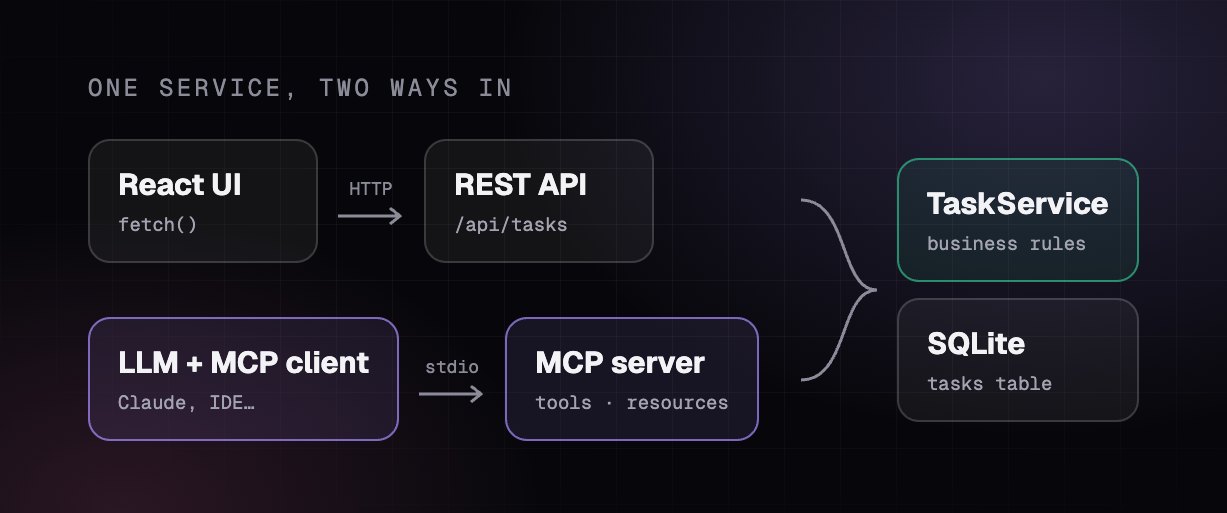 ONE SERVICE, TWO WAYS IN
React UI
fetch()
HTTP
REST API
/api/tasks
LLM + MCP client
Claude, IDE…
stdio
MCP server
tools · resources
TaskService
business rules
SQLite
tasks table